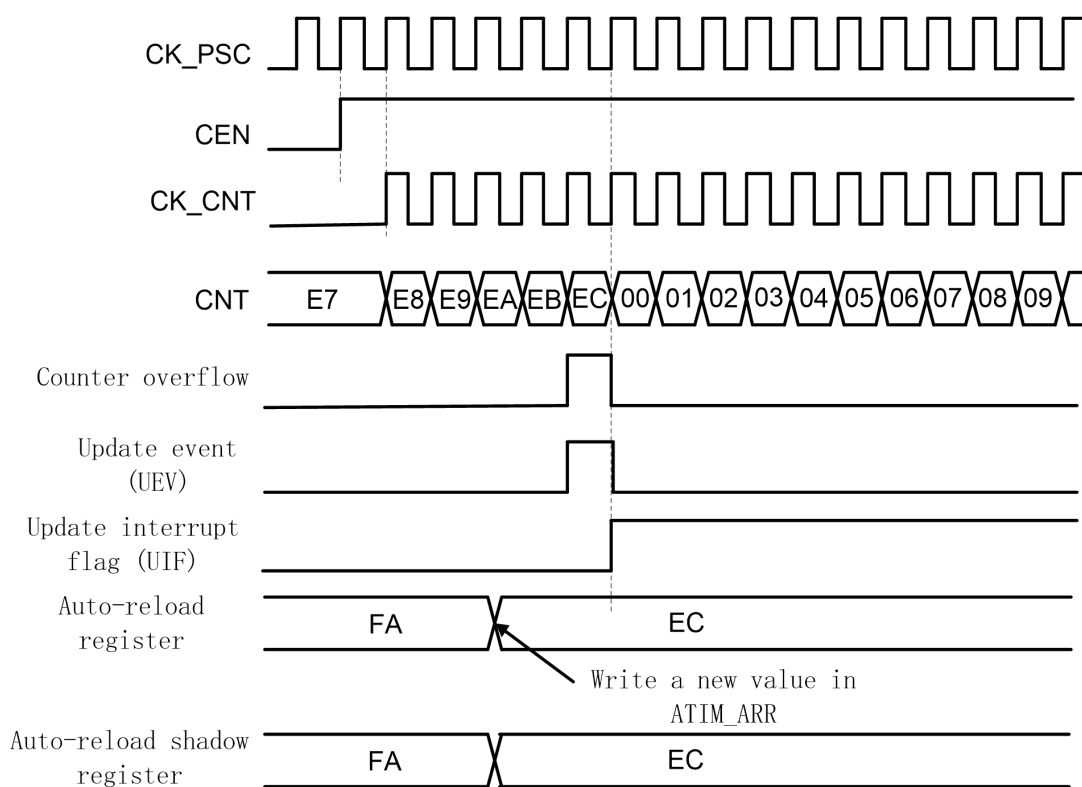 CK_PSC
CEN
CK_CNT
CNT E7 E8 E9 EA EB EC 00 01 02 03 04 05 06 07 08 09
Counter overflow
Update event
(UEV)
Update interrupt
flag (UIF)
Auto-reload
register
FA EC
Write a new value in
ATIM_ARR
Auto-reload shadow
register
FA EC